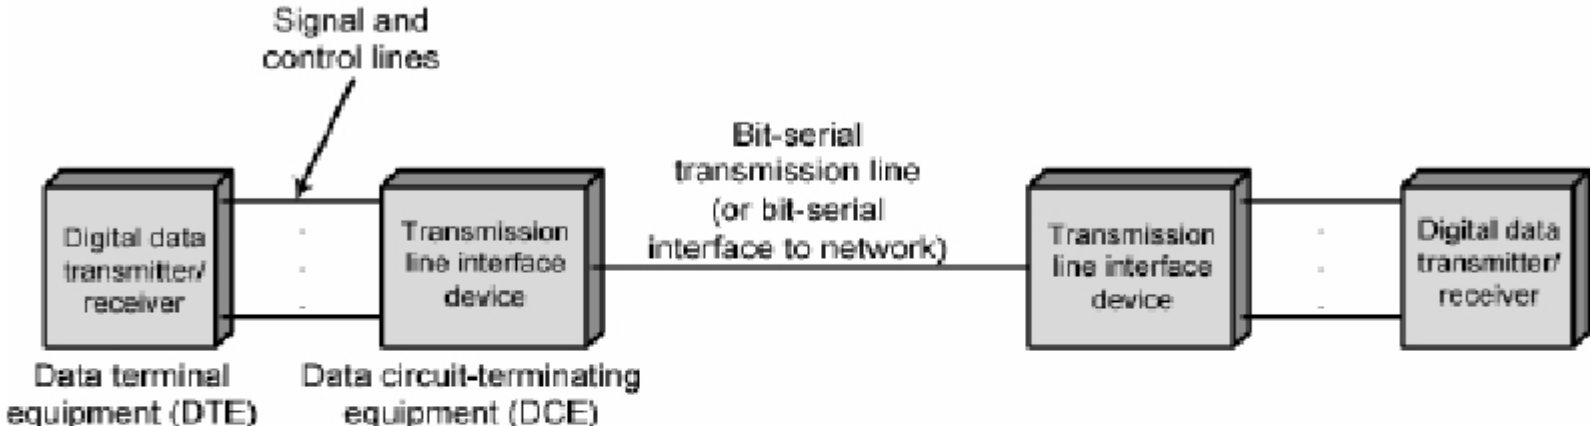 Signal and
control lines
Bit-serial
transmission line
(or bit-serial
interface to network)
Digital data
transmitter/
receiver
Transmission
line interface
device
Transmission
line interface
device
Digital data
transmitter/
receiver
Data terminal
equipment (DTE)
Data circuit-terminating
equipment (DCE)